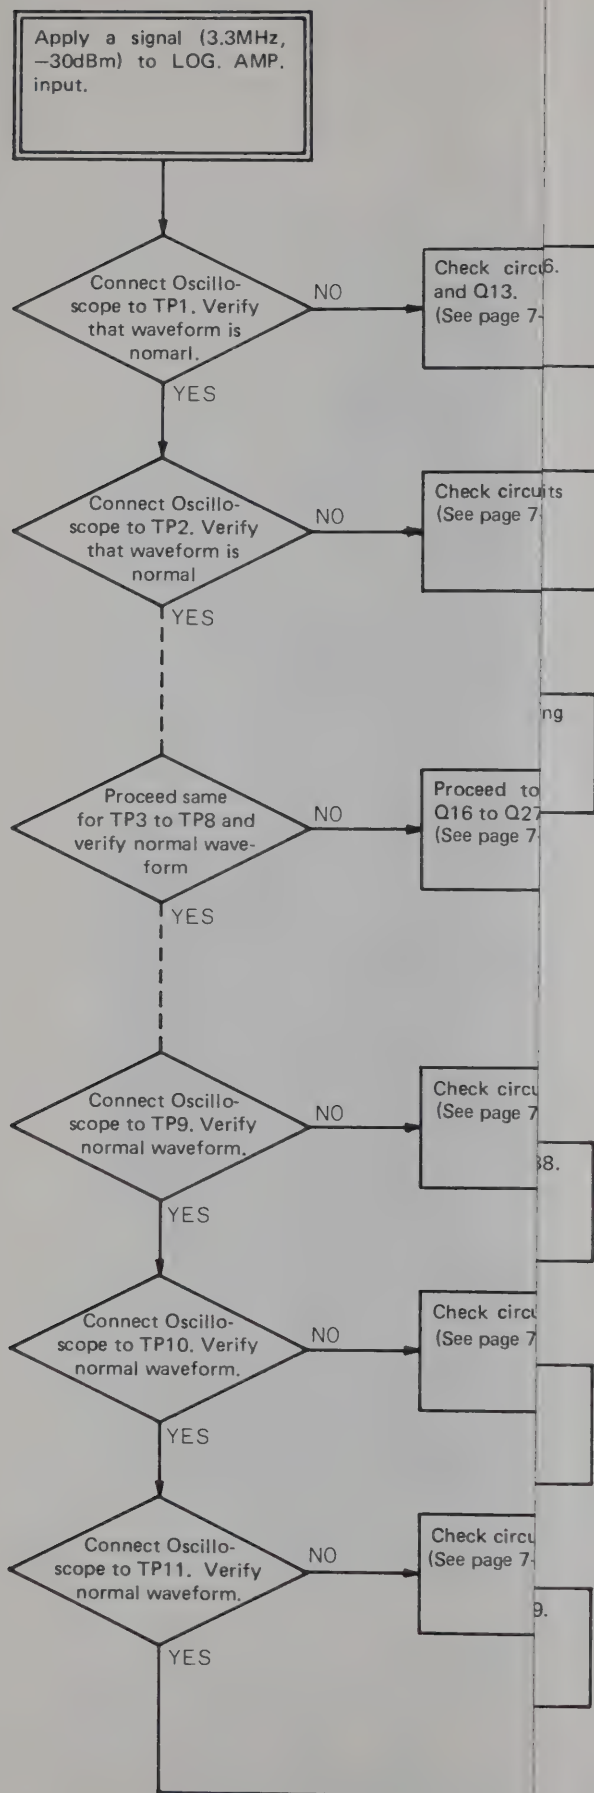 Apply a signal (3.3MHz,
−30dBm) to LOG. AMP.
input.
Connect Oscillo-
scope to TP1. Verify
that waveform is
nomarl.
NO
Check
and Q13.
(See page 7-
6.
YES
Connect Oscillo-
scope to TP2. Verify
that waveform is
normal
NO
Check circuits
(See page 7-
YES
ng
Proceed same
for TP3 to TP8 and
verify normal wave-
form
NO
Proceed to
Q16 to Q27
(See page 7-
YES
Connect Oscillo-
scope to TP9. Verify
normal waveform.
NO
Check
(See page 7
38.
YES
Connect Oscillo-
scope to TP10. Verify
normal waveform.
NO
Check
(See page 7
YES
Connect Oscillo-
scope to TP11. Verify
normal waveform.
NO
Check
(See page 7-
9.
YES